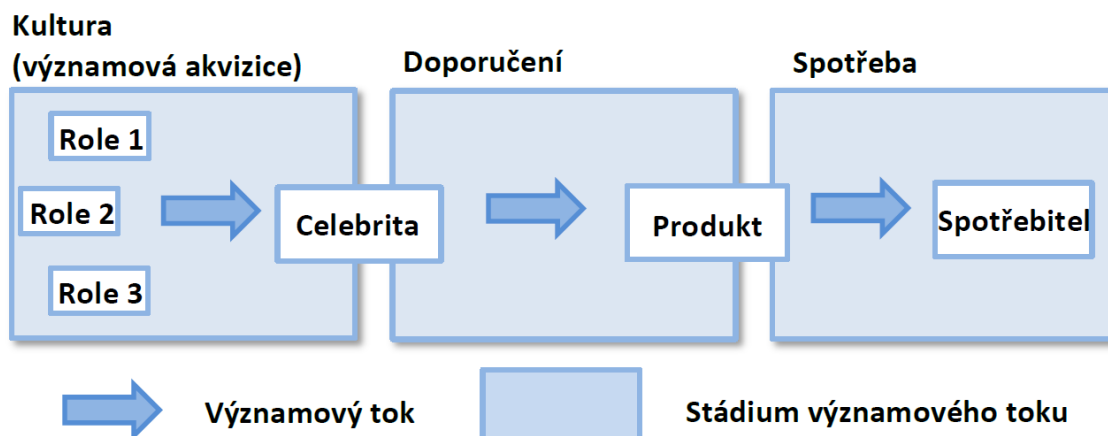 Kultura
(významová akvizice)
Doporučení
Spotřeba
Role 1
Role 2
Role 3
Celebrita
Produkt
Spotřebitel
Významový tok
Stádium významového toku